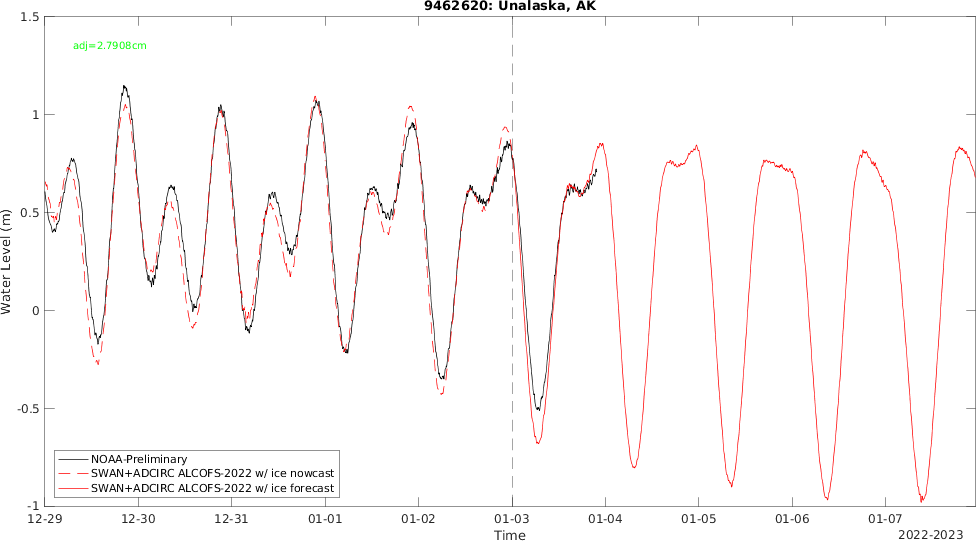 9462620: Unalaska, AK
adj=2.7908cm
1.5
1
0.5
0
-0.5
-1
Water Level (m)
NOAA-Preliminary
SWAN+ADCIRC ALCOFS-2022 w/ ice nowcast
SWAN+ADCIRC ALCOFS-2022 w/ ice forecast
12-29 12-30 12-31 01-01 01-02 01-03 01-04 01-05 01-06 01-07
Time
2022-2023